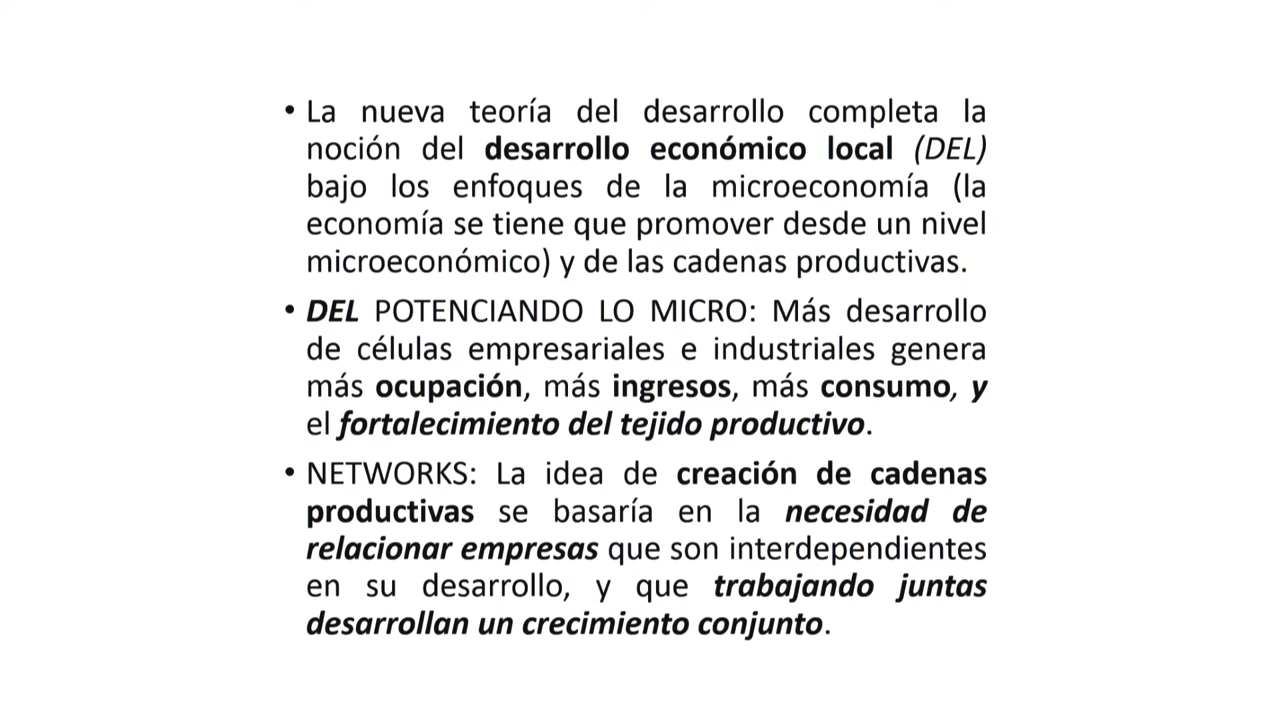 • La nueva teoría del desarrollo completa la
noción del desarrollo económico local (DEL)
bajo los enfoques de la microeconomía (la
economía se tiene que promover desde un nivel
microeconómico) y de las cadenas productivas.
• DEL POTENCIANDO LO MICRO: Más desarrollo
de células empresariales e industriales genera
más ocupación, más ingresos, más consumo, y
el fortalecimiento del tejido productivo.
• NETWORKS: La idea de creación de cadenas
productivas se basaría en la necesidad de
relacionar empresas que son interdependientes
en su desarrollo, y que trabajando juntas
desarrollan un crecimiento conjunto.